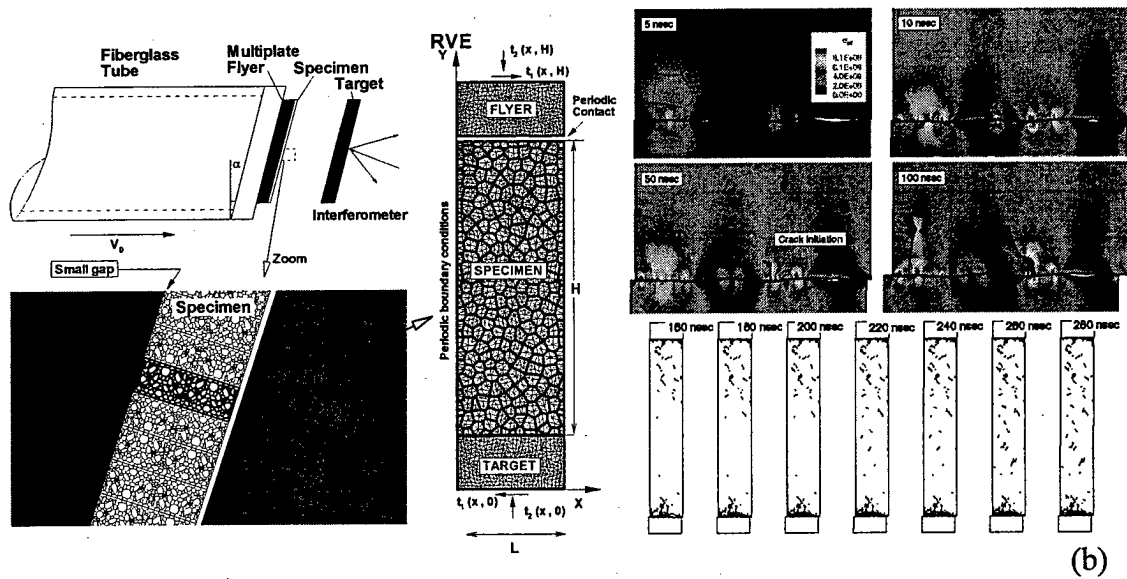 Fiberglass
Tube
Multiplate
Flyer
Specimen
Target
α
Interferometer
V₀
Zoom
Small gap
Specimen
RVE
Y
t₂ (x , H)
t₁ (x , H)
FLYER
Periodic
Contact
Periodic boundary conditions
SPECIMEN
H
TARGET
X
t₁ (x , 0)
t₂ (x , 0)
L
5 nsec
10 nsec
50 nsec
Crack Initiation
100 nsec
160 nsec
180 nsec
200 nsec
220 nsec
240 nsec
260 nsec
280 nsec
(b)